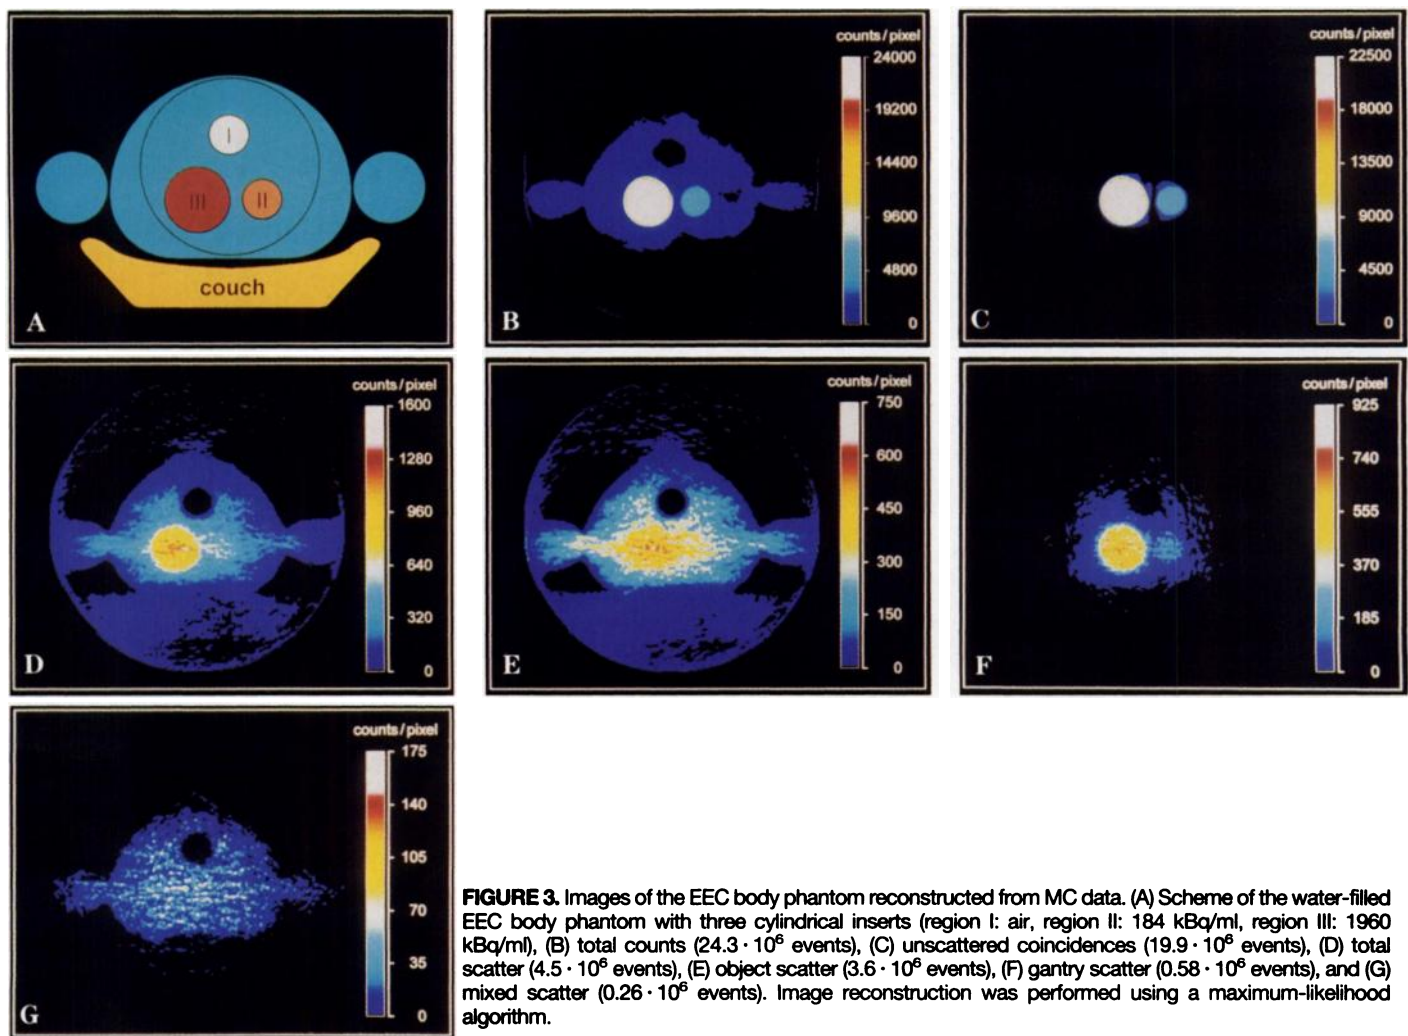 I
III
II
couch
A
counts/pixel
24000
19200
14400
9600
4800
0
B
counts/pixel
22500
18000
13500
9000
4500
0
C
counts/pixel
1600
1280
960
640
320
0
D
counts/pixel
750
600
450
300
150
0
E
counts/pixel
925
740
555
370
185
0
F
counts/pixel
175
140
105
70
35
0
G
FIGURE 3. Images of the EEC body phantom reconstructed from MC data. (A) Scheme of the water-filled
EEC body phantom with three cylindrical inserts (region I: air, region II: 184 kBq/ml, region III: 1960
kBq/ml), (B) total counts (24.3 · 10⁶ events), (C) unscattered coincidences (19.9 · 10⁶ events), (D) total
scatter (4.5 · 10⁶ events), (E) object scatter (3.6 · 10⁶ events), (F) gantry scatter (0.58 · 10⁶ events), and (G)
mixed scatter (0.26 · 10⁶ events). Image reconstruction was performed using a maximum-likelihood
algorithm.